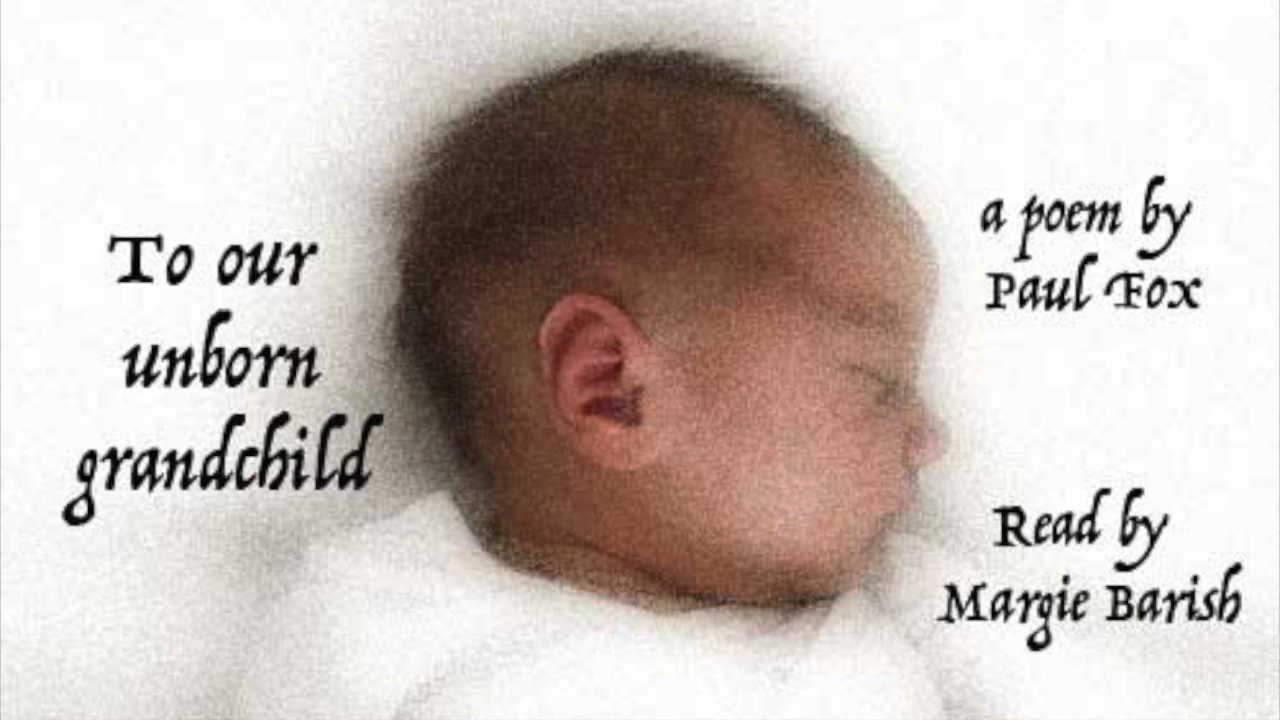 To our
unborn
grandchild
a poem by
Paul Fox
Read by
Margie Barish